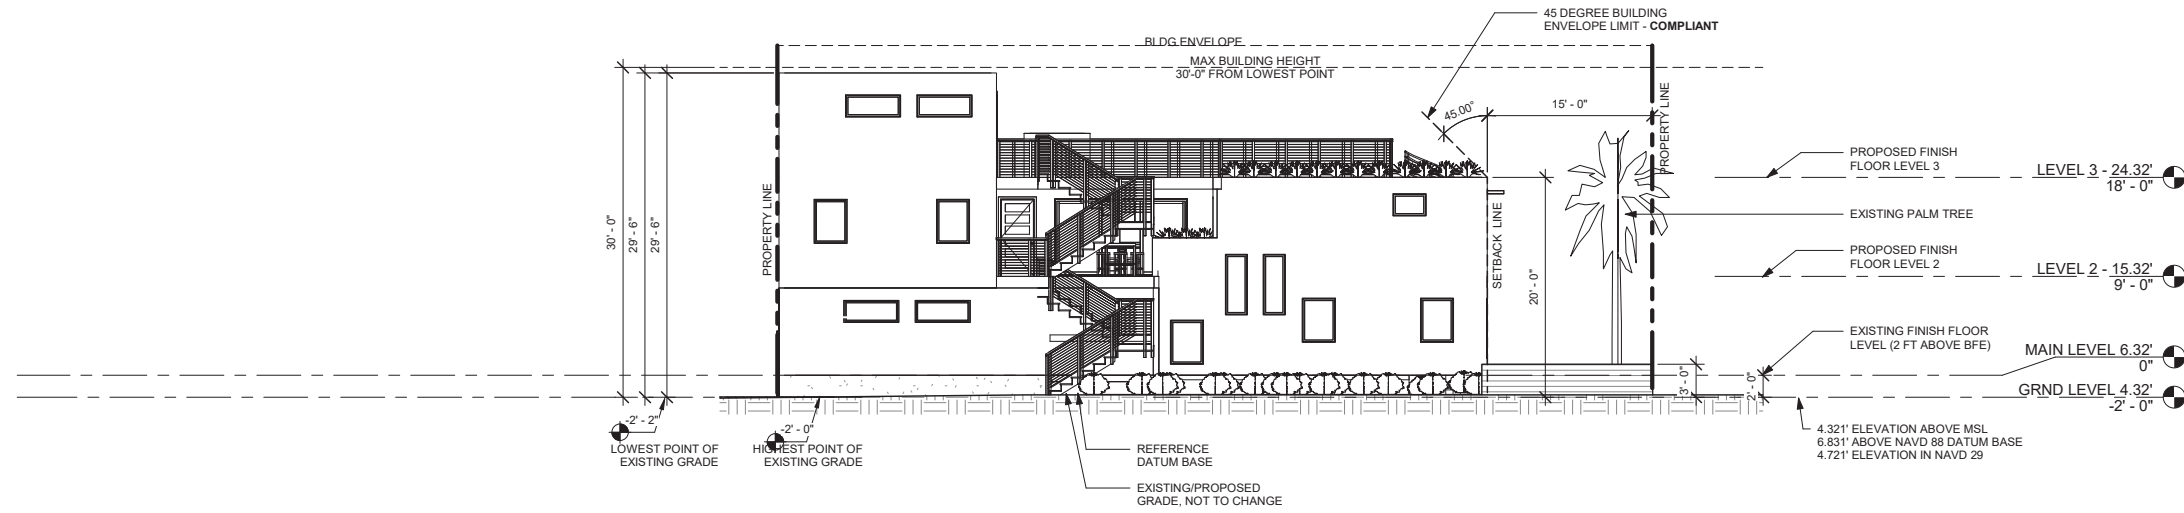 45 DEGREE BUILDING
ENVELOPE LIMIT - COMPLIANT
BLDG ENVELOPE
MAX BUILDING HEIGHT
30'-0" FROM LOWEST POINT
45.00°
15' - 0"
PROPERTY LINE
PROPERTY LINE
SETBACK LINE
30' - 0"
29' - 6"
29' - 6"
20' - 0"
3' - 0"
2' - 0"
PROPOSED FINISH
FLOOR LEVEL 3
LEVEL 3 - 24.32'
18' - 0"
EXISTING PALM TREE
PROPOSED FINISH
FLOOR LEVEL 2
LEVEL 2 - 15.32'
9' - 0"
EXISTING FINISH FLOOR
LEVEL (2 FT ABOVE BFE)
MAIN LEVEL 6.32'
0"
GRND LEVEL 4.32'
-2' - 0"
-2' - 2"
LOWEST POINT OF
EXISTING GRADE
-2' - 0"
HIGHEST POINT OF
EXISTING GRADE
REFERENCE
DATUM BASE
EXISTING/PROPOSED
GRADE, NOT TO CHANGE
4.321' ELEVATION ABOVE MSL
6.831' ABOVE NAVD 88 DATUM BASE
4.721' ELEVATION IN NAVD 29